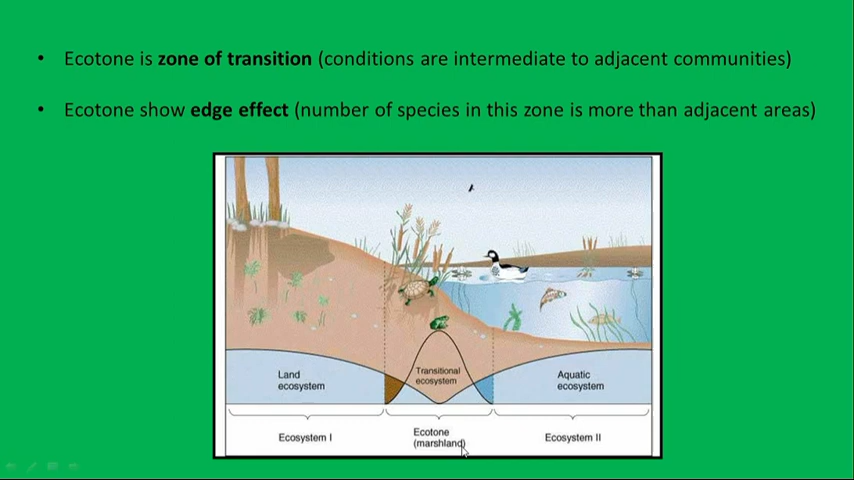 • Ecotone is zone of transition (conditions are intermediate to adjacent communities)
• Ecotone show edge effect (number of species in this zone is more than adjacent areas)
Land
ecosystem
Transitional
ecosystem
Aquatic
ecosystem
Ecosystem I
Ecotone
(marshland)
Ecosystem II